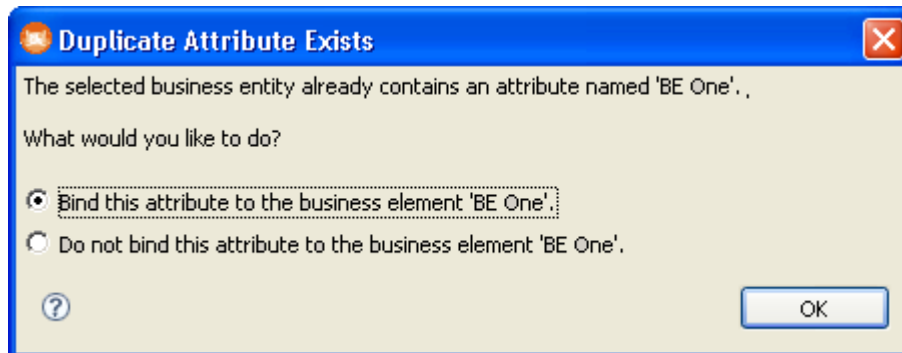 Duplicate Attribute Exists
The selected business entity already contains an attribute named 'BE One'. ,
What would you like to do?
Bind this attribute to the business element 'BE One'.
Do not bind this attribute to the business element 'BE One'.
?
OK